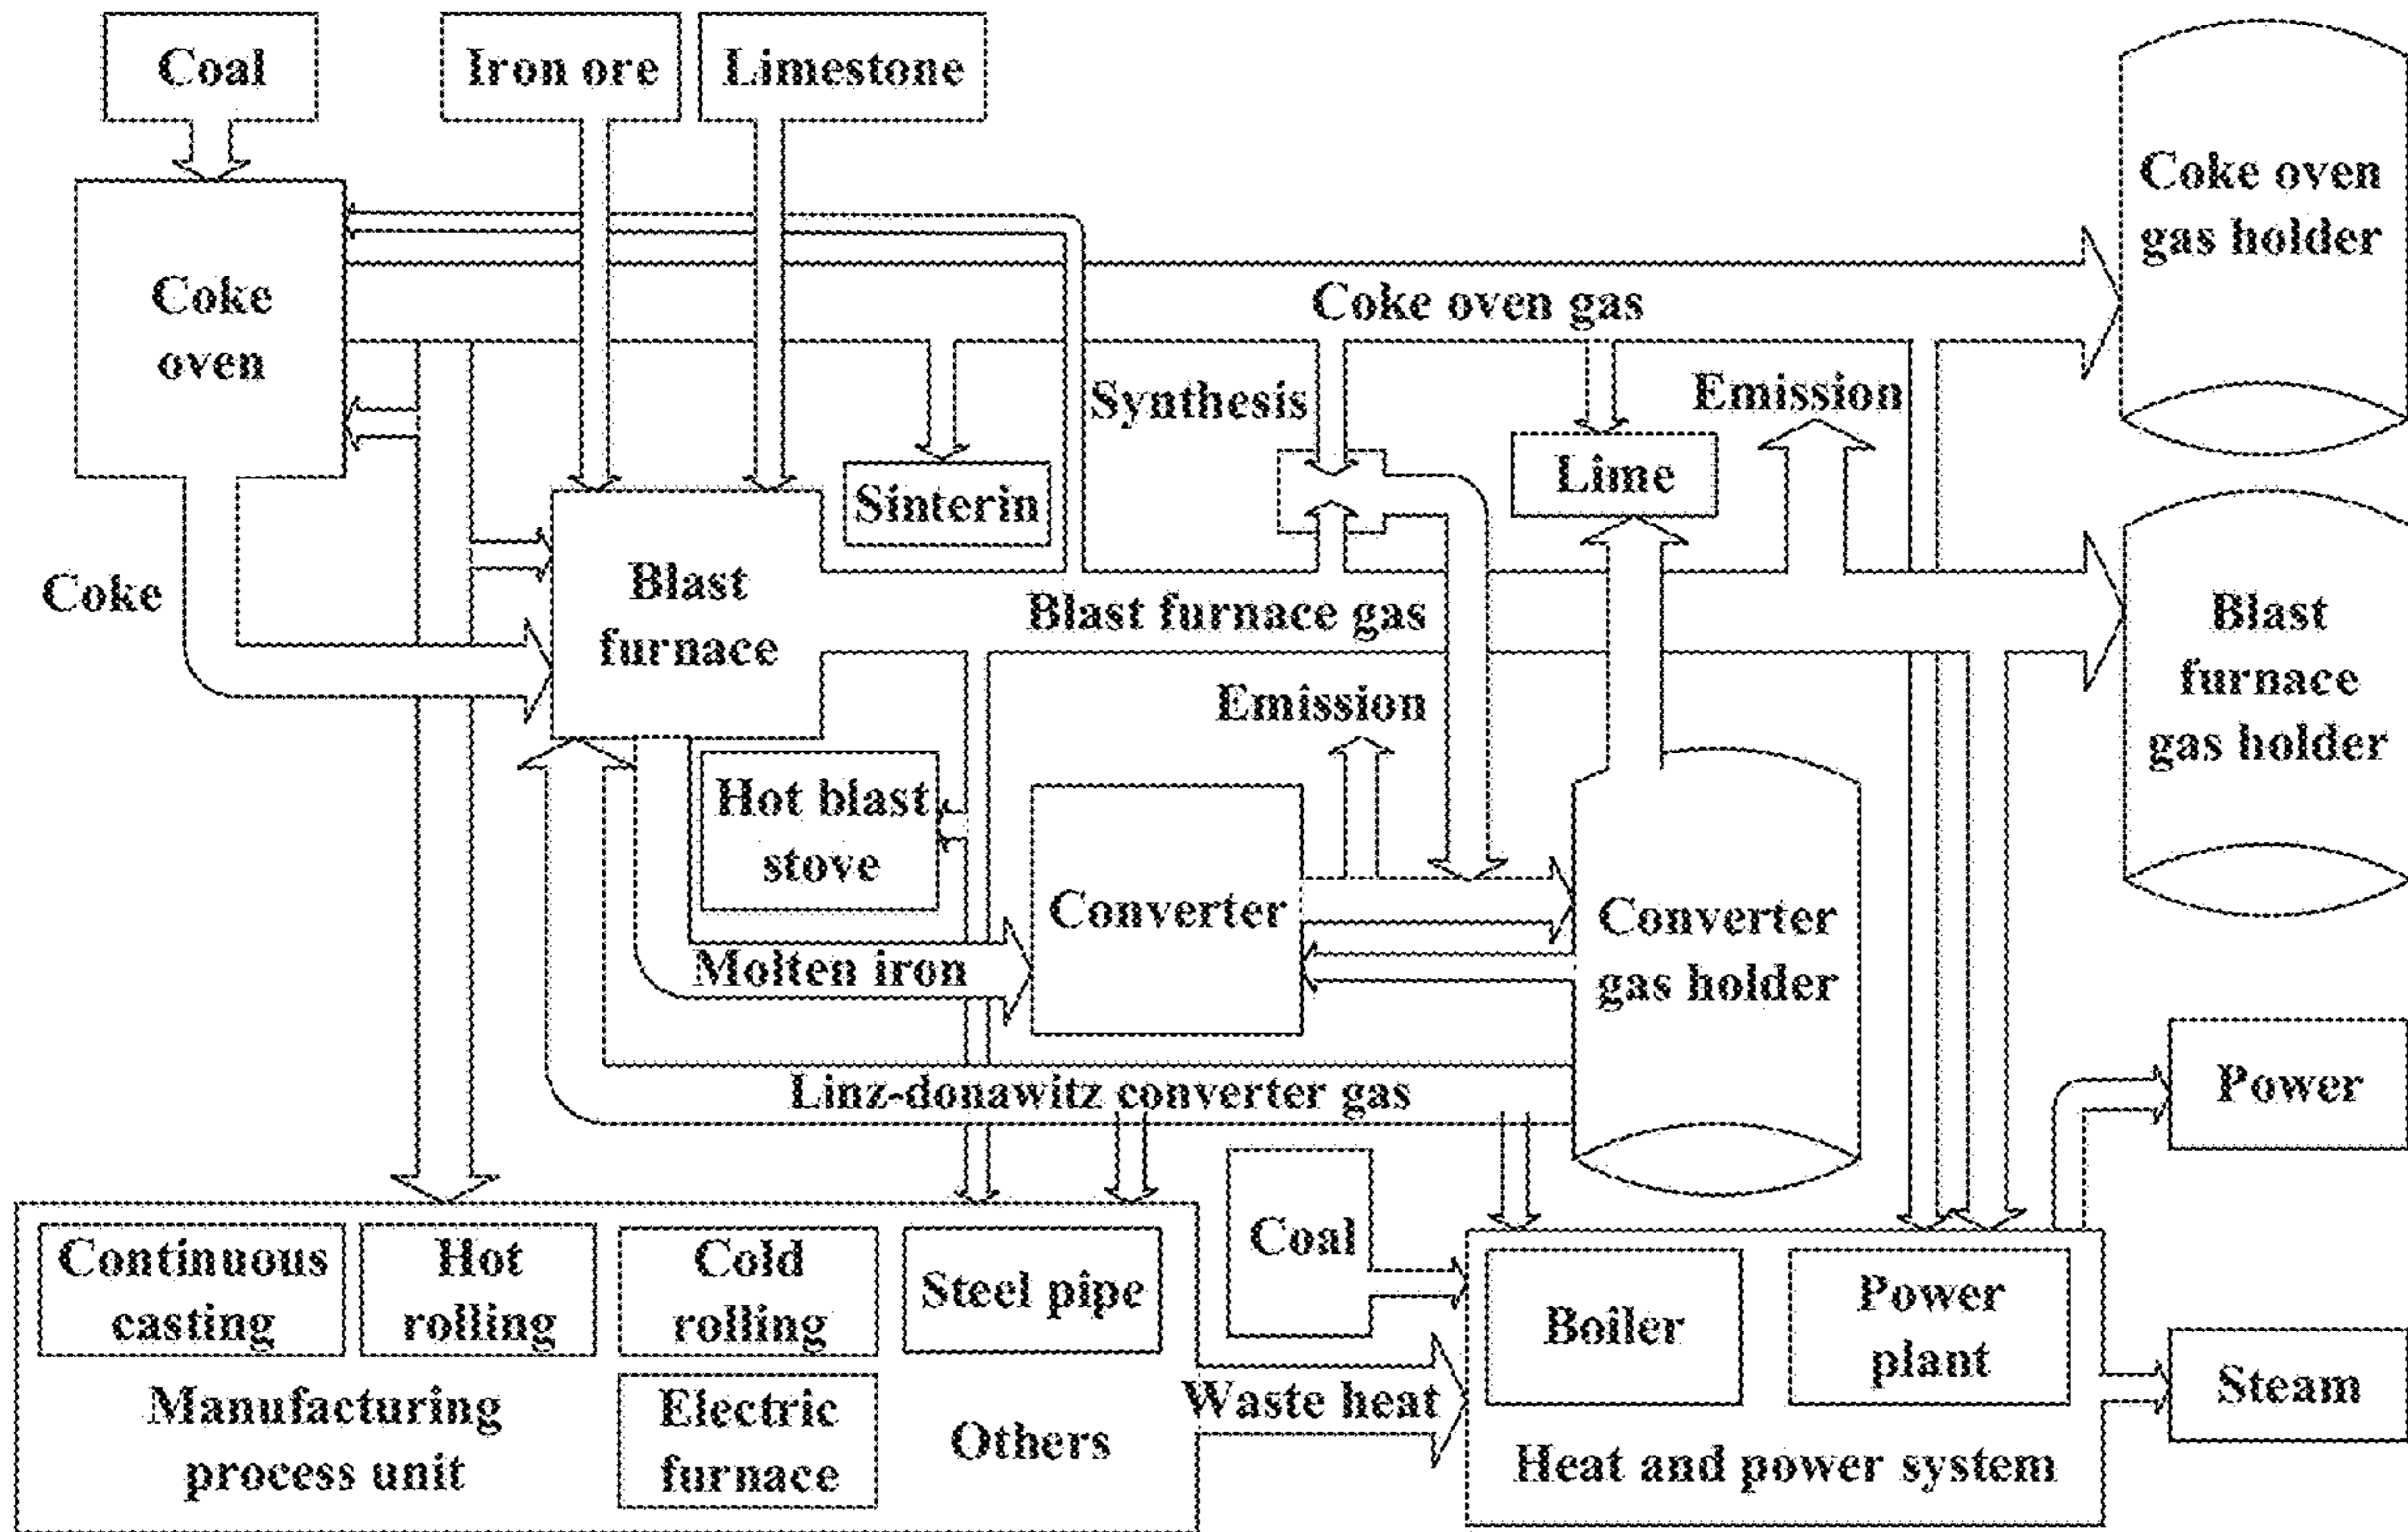 Coal
Iron ore
Limestone
Coke oven
gas holder
Coke
oven
Coke oven gas
Synthesis
Emission
Lime
Sinterin
Coke
Blast
furnace
Blast furnace gas
Blast
furnace
gas holder
Emission
Hot blast
stove
Converter
Converter
gas holder
Molten iron
Linz-donawitz converter gas
Power
Coal
Continuous
casting
Hot
rolling
Cold
rolling
Steel pipe
Boiler
Power
plant
Steam
Manufacturing
process unit
Electric
furnace
Others
Waste heat
Heat and power system